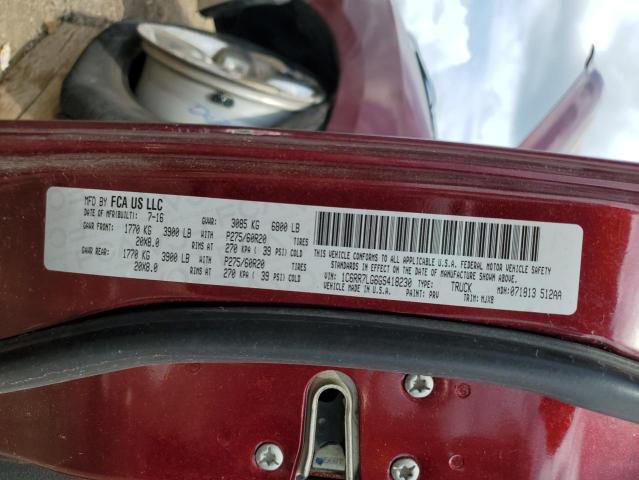 MFD BY FCA US LLC
DATE OF MFR(BUILT): 7-16 GVWR: 3085 KG 6800 LB
GAWR FRONT: 1770 KG 3900 LB WITH P275/60R20 TIRES
20X8.0 RIMS AT 270 KPA ( 39 PSI) COLD
GAWR REAR: 1770 KG 3900 LB WITH P275/60R20 TIRES
20X8.0 RIMS AT 270 KPA ( 39 PSI) COLD
THIS VEHICLE CONFORMS TO ALL APPLICABLE U.S.A. FEDERAL MOTOR VEHICLE SAFETY
STANDARDS IN EFFECT ON THE DATE OF MANUFACTURE SHOWN ABOVE.
VIN: 1C6RR7LG6GS418230 TYPE: TRUCK MDH: 071913 512AA
VEHICLE MADE IN U.S.A. PAINT: PRV TRIM: MJX8